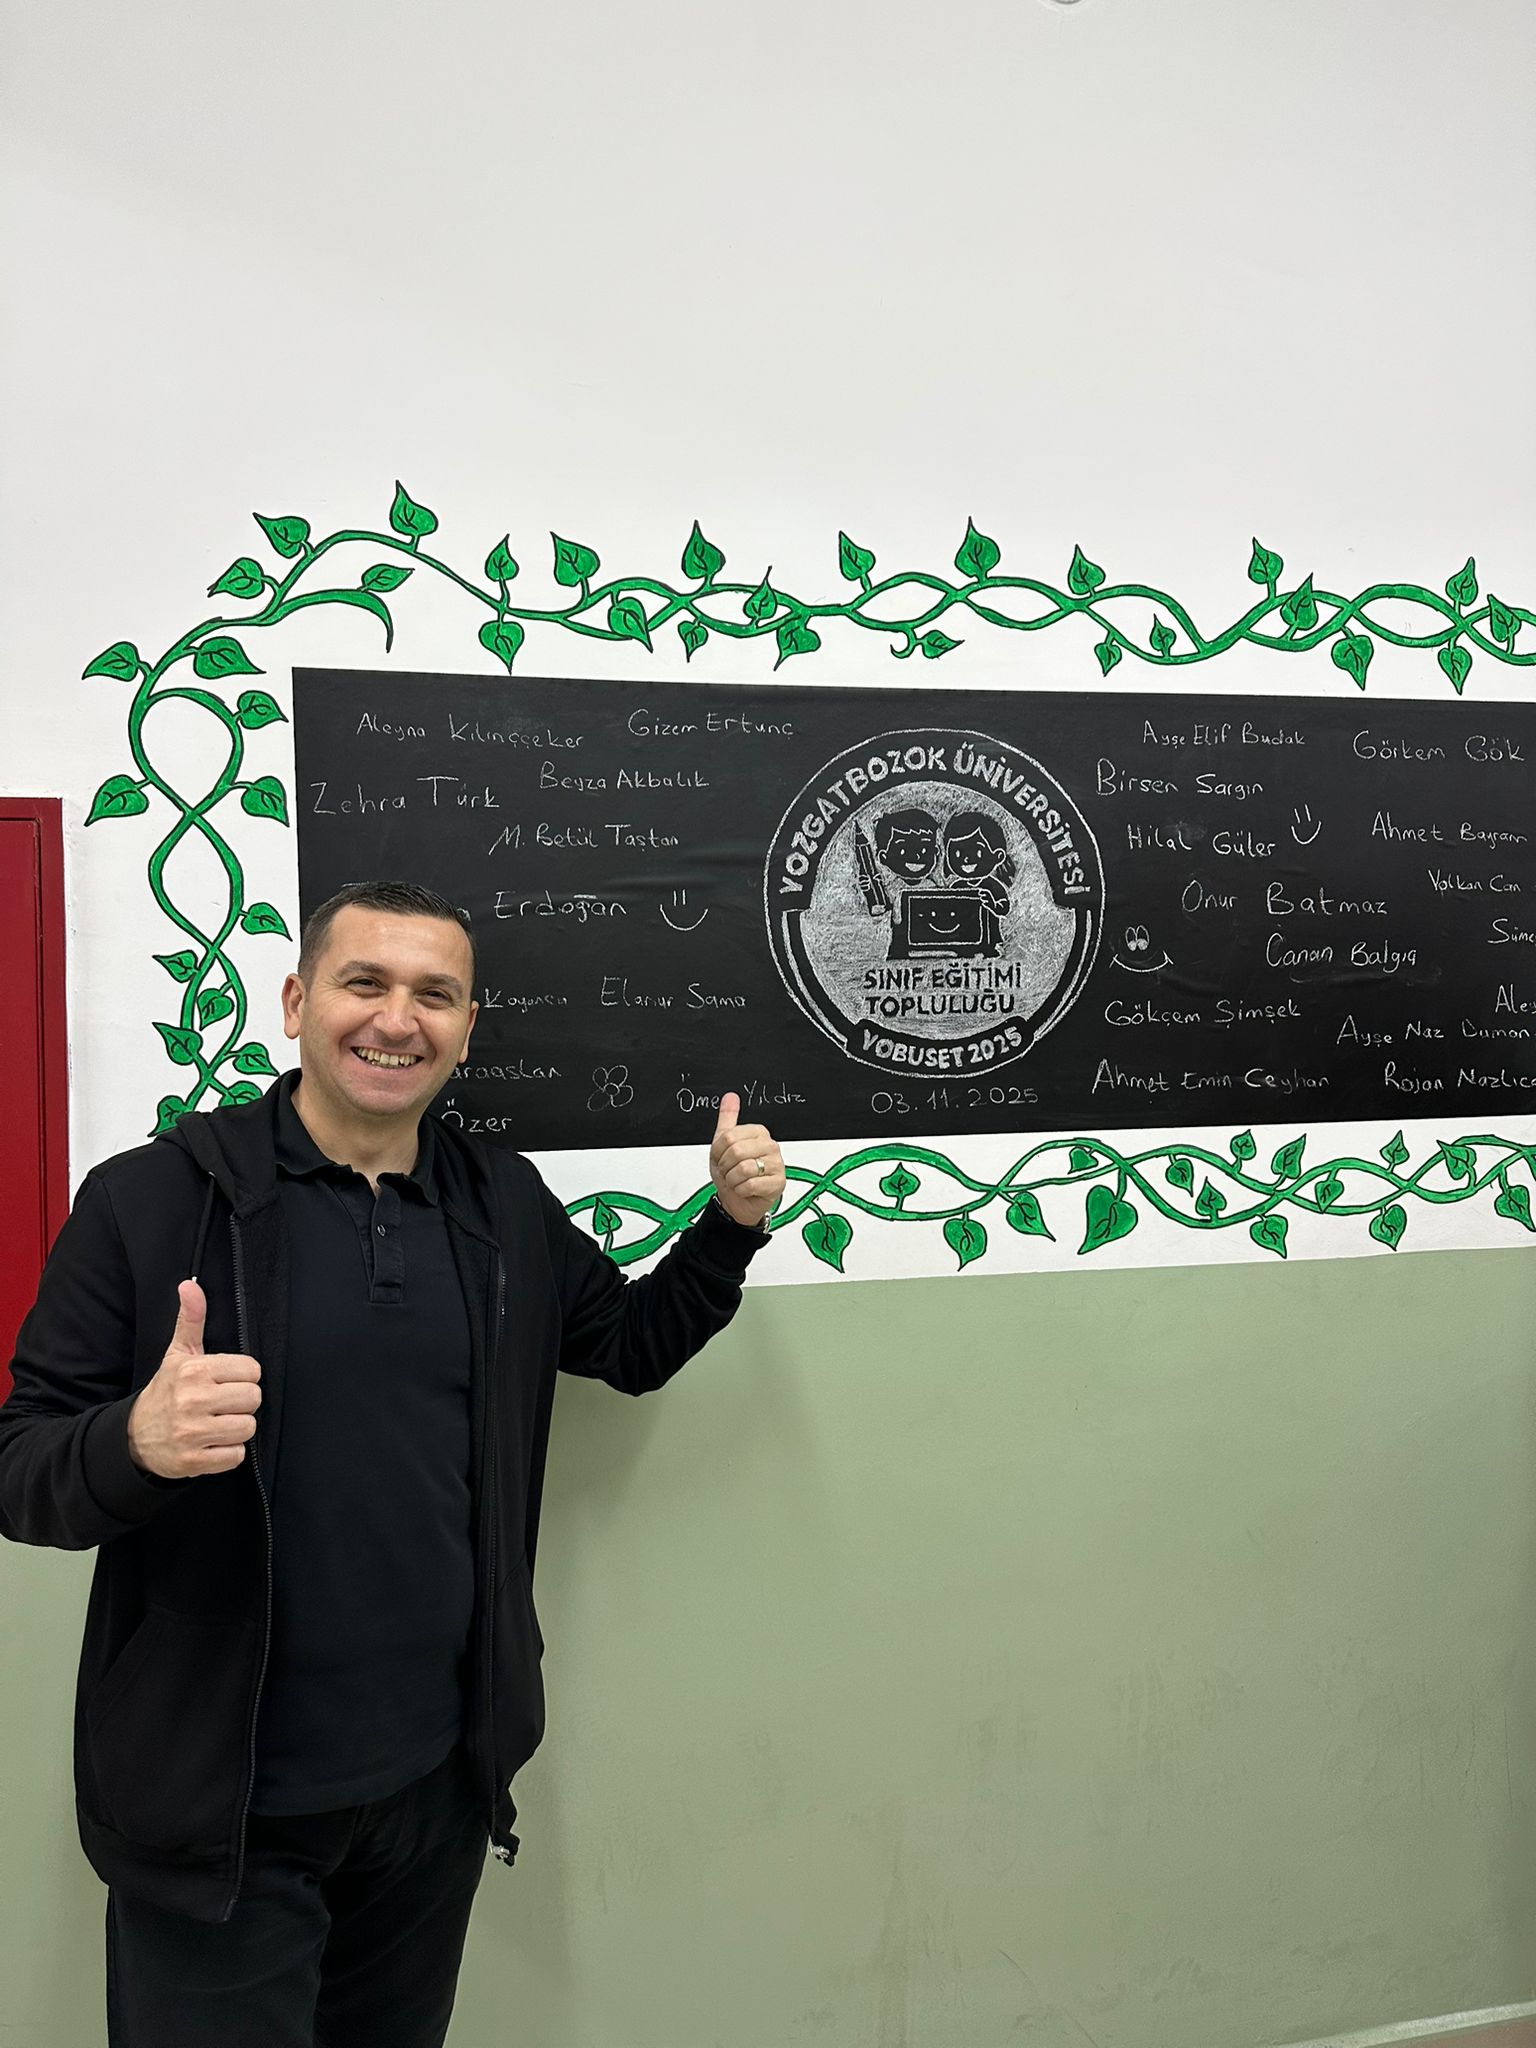 Aleyna Kılınççeker
Gizem Ertunç
Zehra Türk
Beyza Akbalık
M. Betül Taştan
Erdoğan
Elanur Sama
Özer
Yıldız
YOZGAT BOZOK ÜNİVERSİTESİ
SINIF EĞİTİMİ
TOPLULUĞU
YOBUSET 2025
03.11.2025
Ayşe Elif Budak
Görkem Gök
Birsen Sargın
Hilal Güler
Ahmet Bayram
Volkan Can
Onur Batmaz
Canan Balgıç
Gökçem Şimşek
Ayşe Naz Duman
Ahmet Emin Ceyhan
Rojan